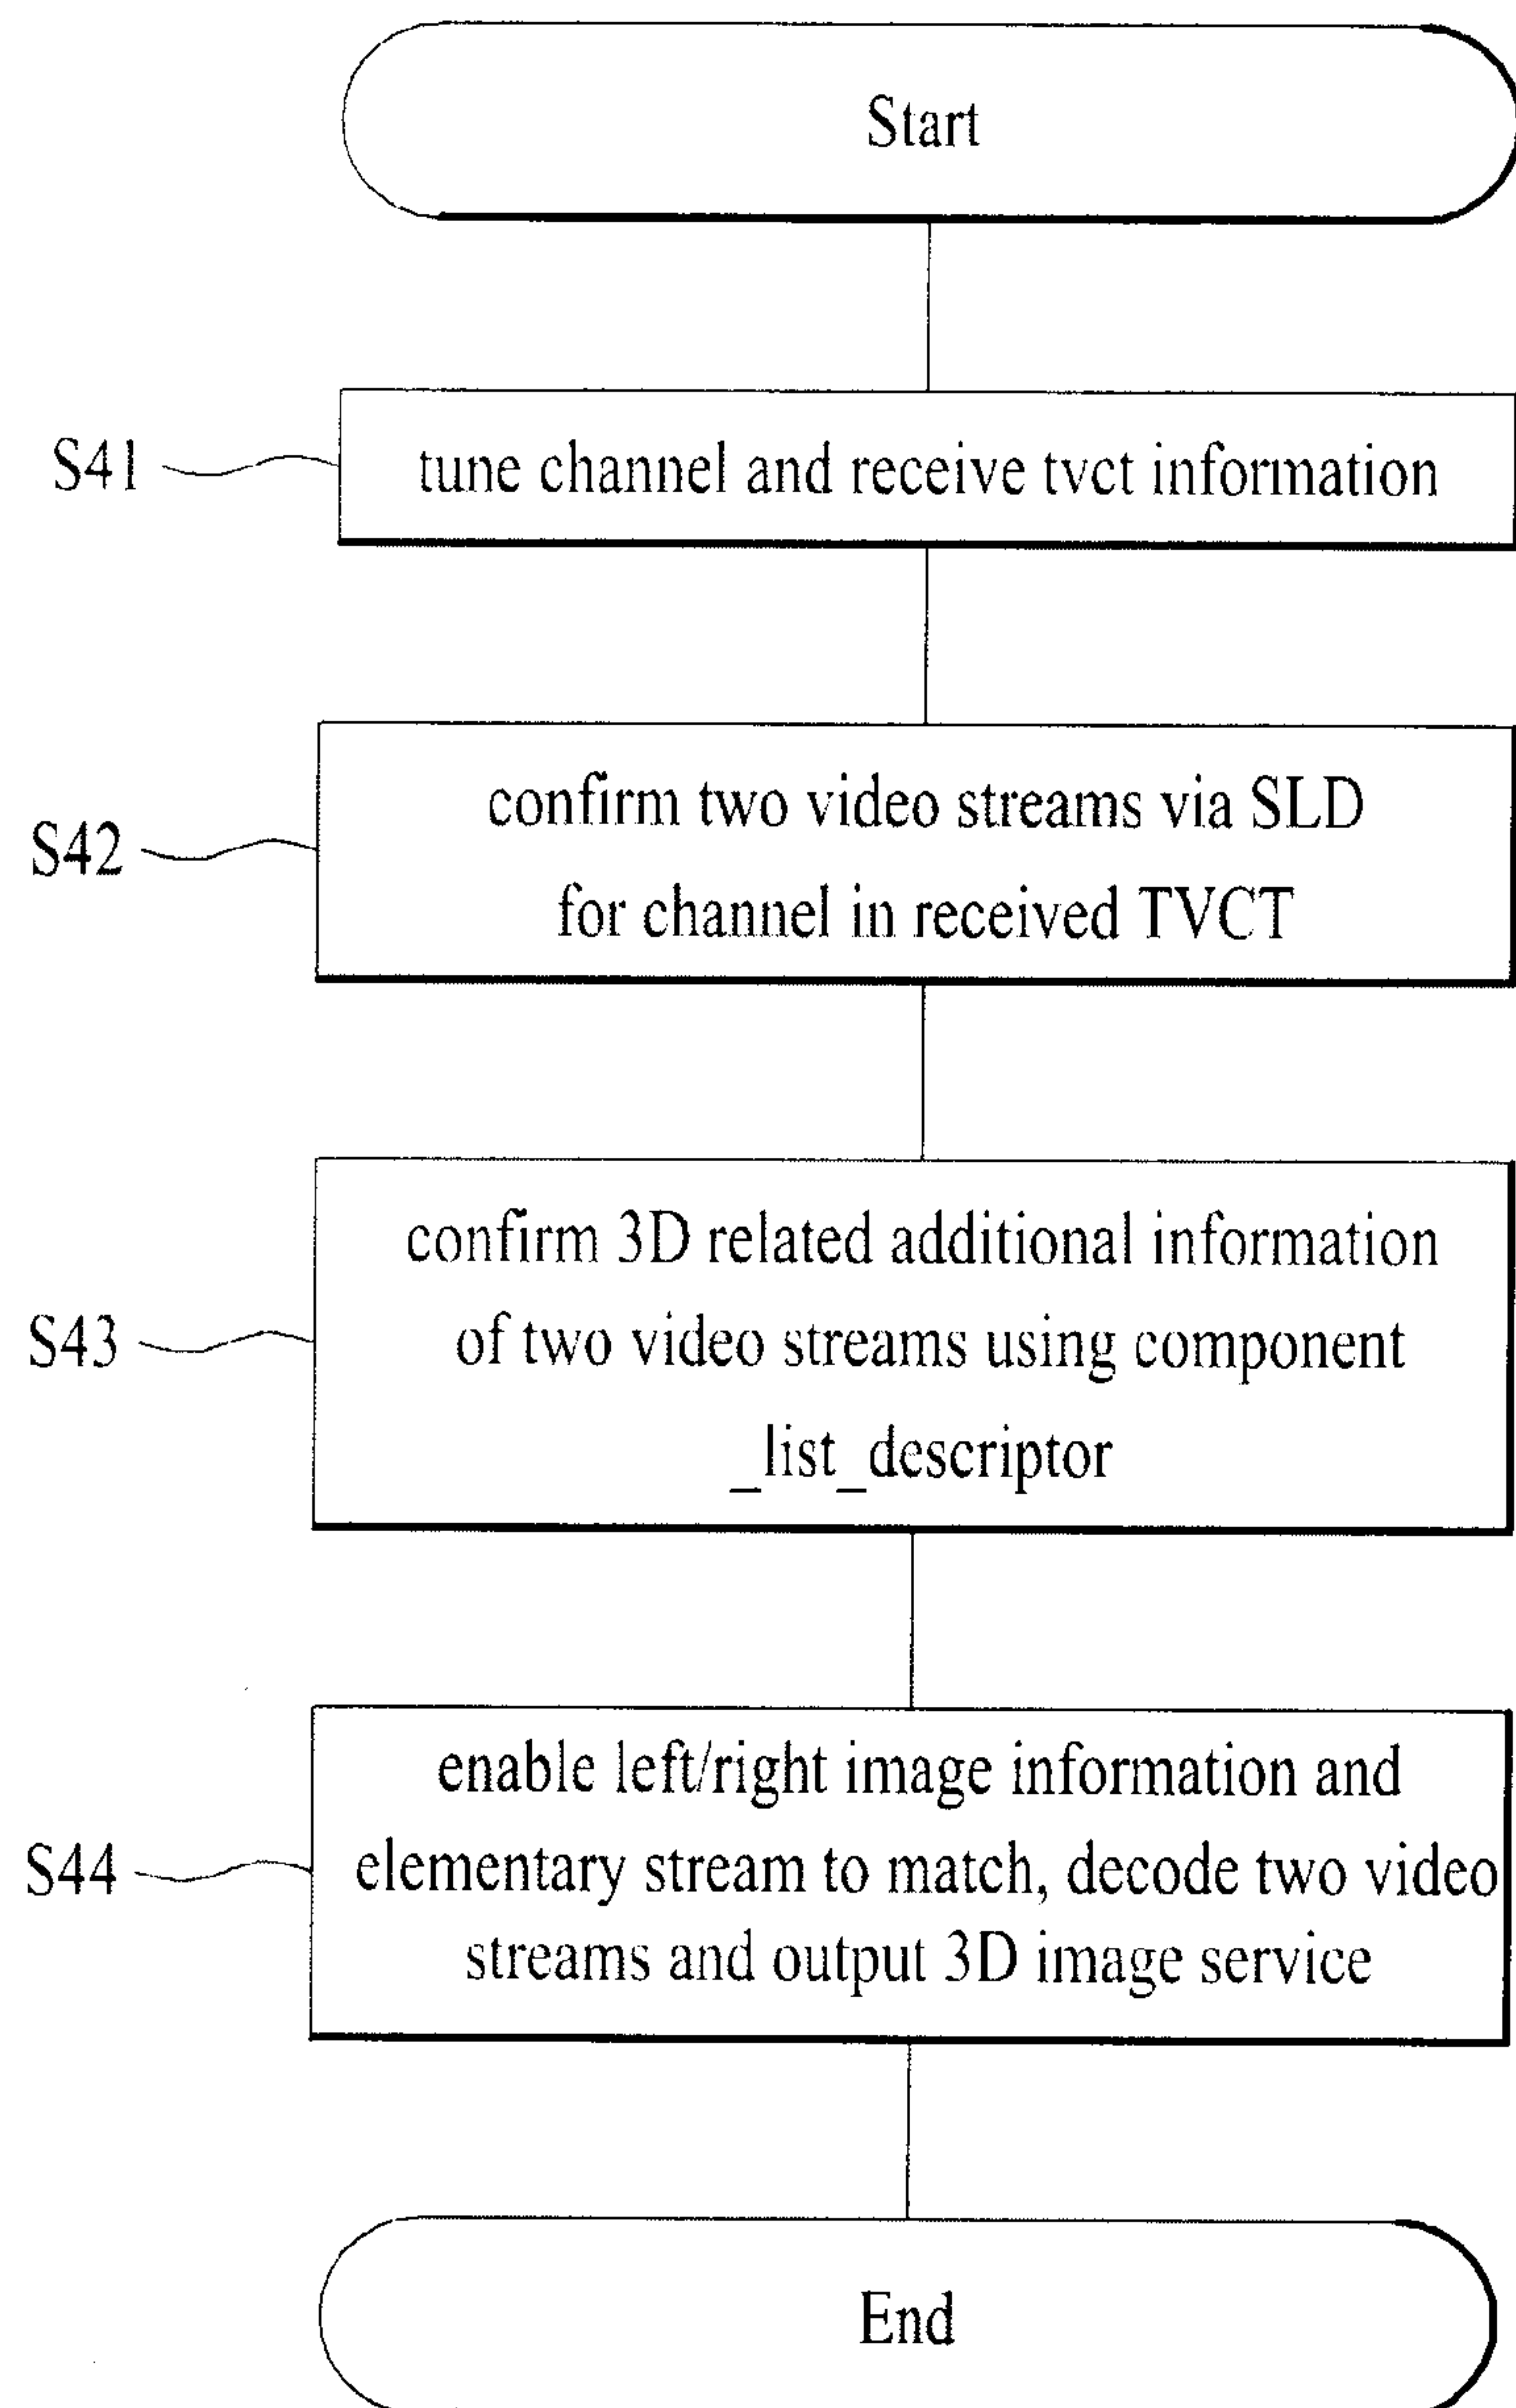 Start
S41
tune channel and receive tvct information
S42
confirm two video streams via SLD
for channel in received TVCT
S43
confirm 3D related additional information
of two video streams using component
_list_descriptor
S44
enable left/right image information and
elementary stream to match, decode two video
streams and output 3D image service
End